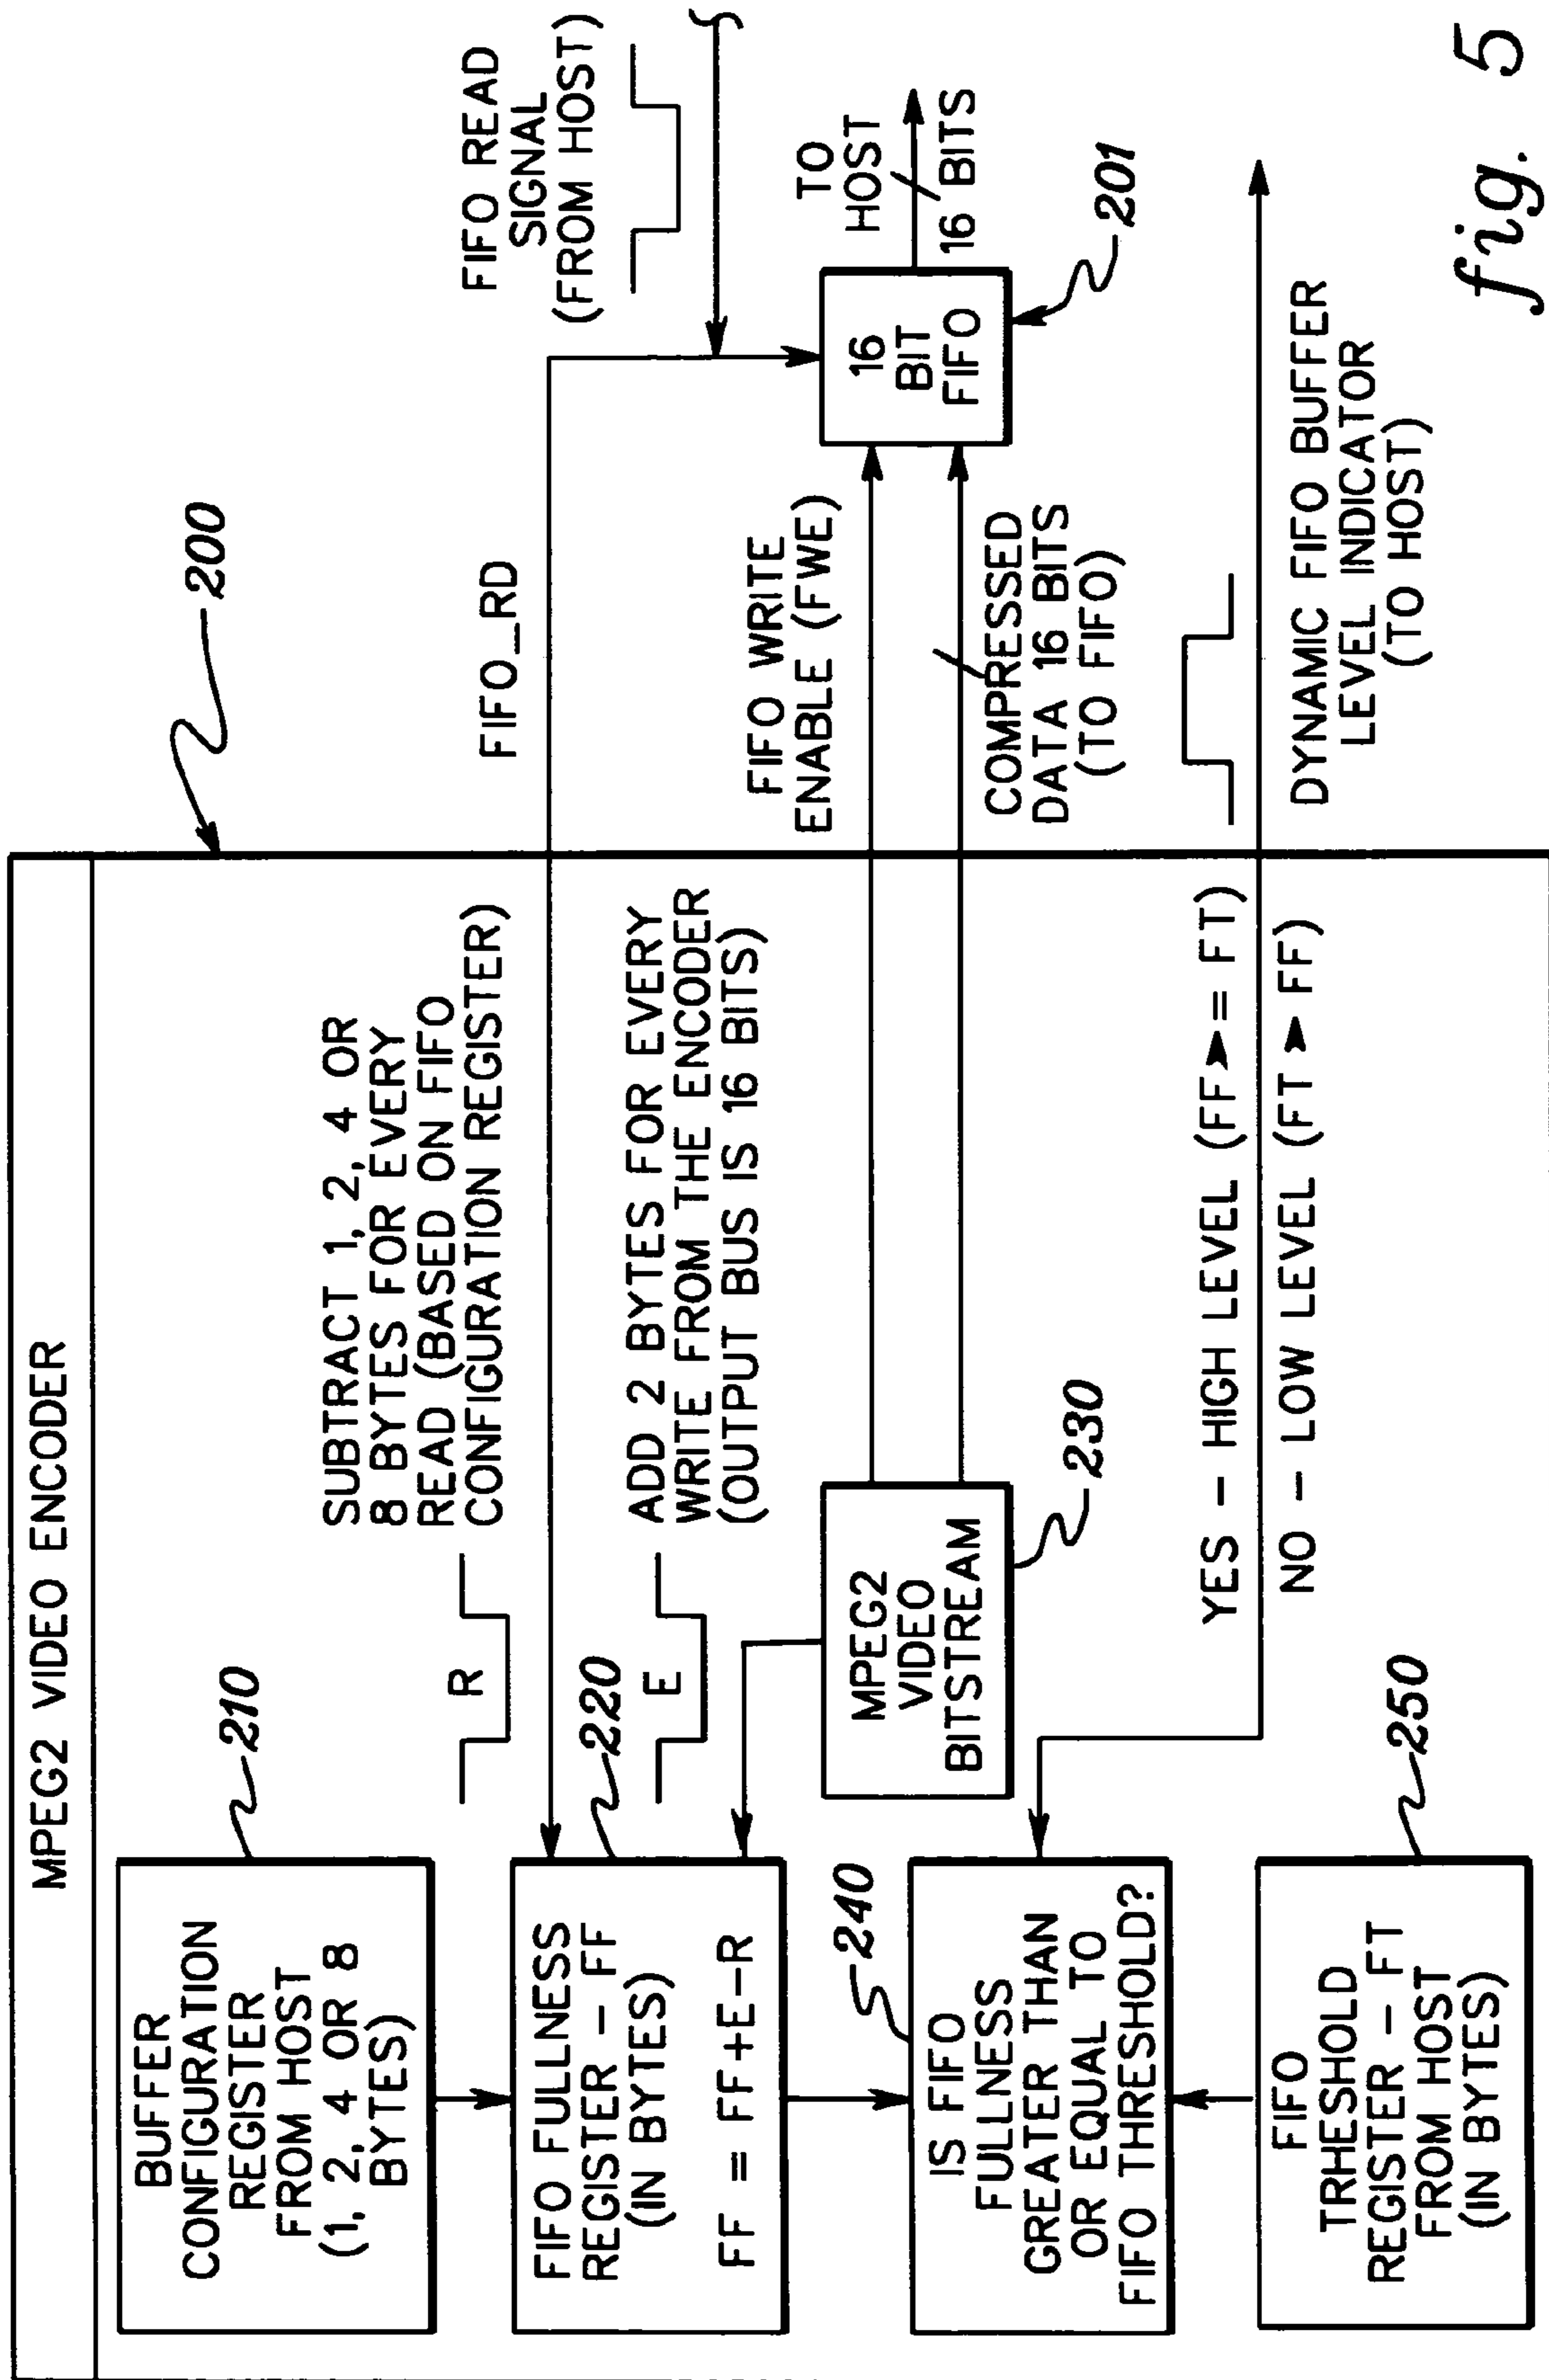 MPEG2 VIDEO ENCODER
200
BUFFER
CONFIGURATION
REGISTER
FROM HOST
(1, 2, 4 OR 8
BYTES)
210
R
SUBTRACT 1, 2, 4 OR
8 BYTES FOR EVERY
READ (BASED ON FIFO
CONFIGURATION REGISTER)
FIFO_RD
FIFO READ
SIGNAL
(FROM HOST)
FIFO FULLNESS
REGISTER – FF
(IN BYTES)
FF = FF+E–R
220
E
ADD 2 BYTES FOR EVERY
WRITE FROM THE ENCODER
(OUTPUT BUS IS 16 BITS)
MPEG2
VIDEO
BITSTREAM
230
FIFO WRITE
ENABLE (FWE)
COMPRESSED
DATA 16 BITS
(TO FIFO)
16
BIT
FIFO
201
TO
HOST
16 BITS
IS FIFO
FULLNESS
GREATER THAN
OR EQUAL TO
FIFO THRESHOLD?
240
YES – HIGH LEVEL (FF>= FT)
NO – LOW LEVEL (FT > FF)
DYNAMIC FIFO BUFFER
LEVEL INDICATOR
(TO HOST)
FIFO
TRHESHOLD
REGISTER – FT
FROM HOST
(IN BYTES)
250
fig. 5